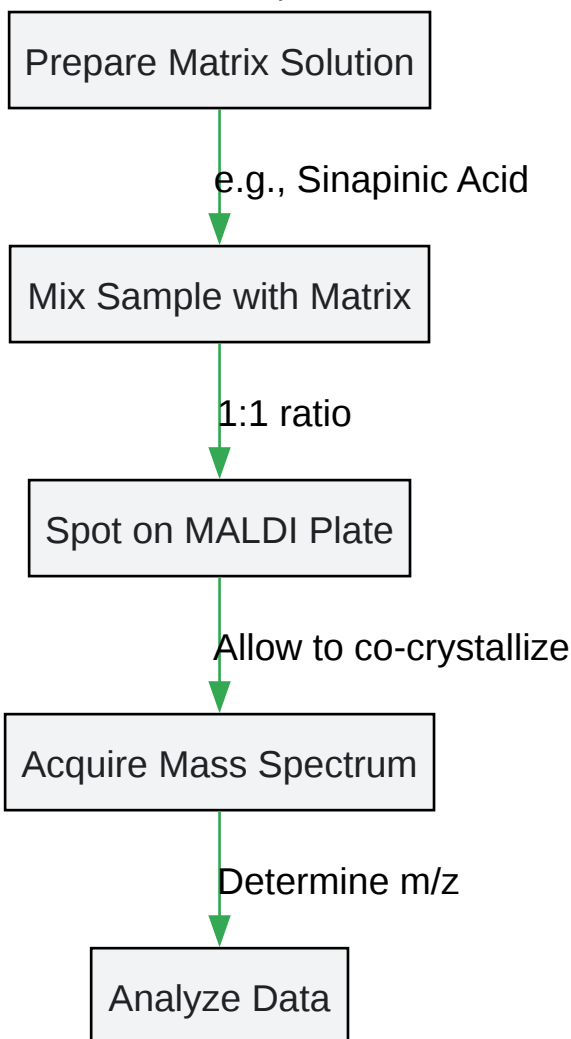 Prepare Matrix Solution
e.g., Sinapinic Acid
Mix Sample with Matrix
1:1 ratio
Spot on MALDI Plate
Allow to co-crystallize
Acquire Mass Spectrum
Determine m/z
Analyze Data